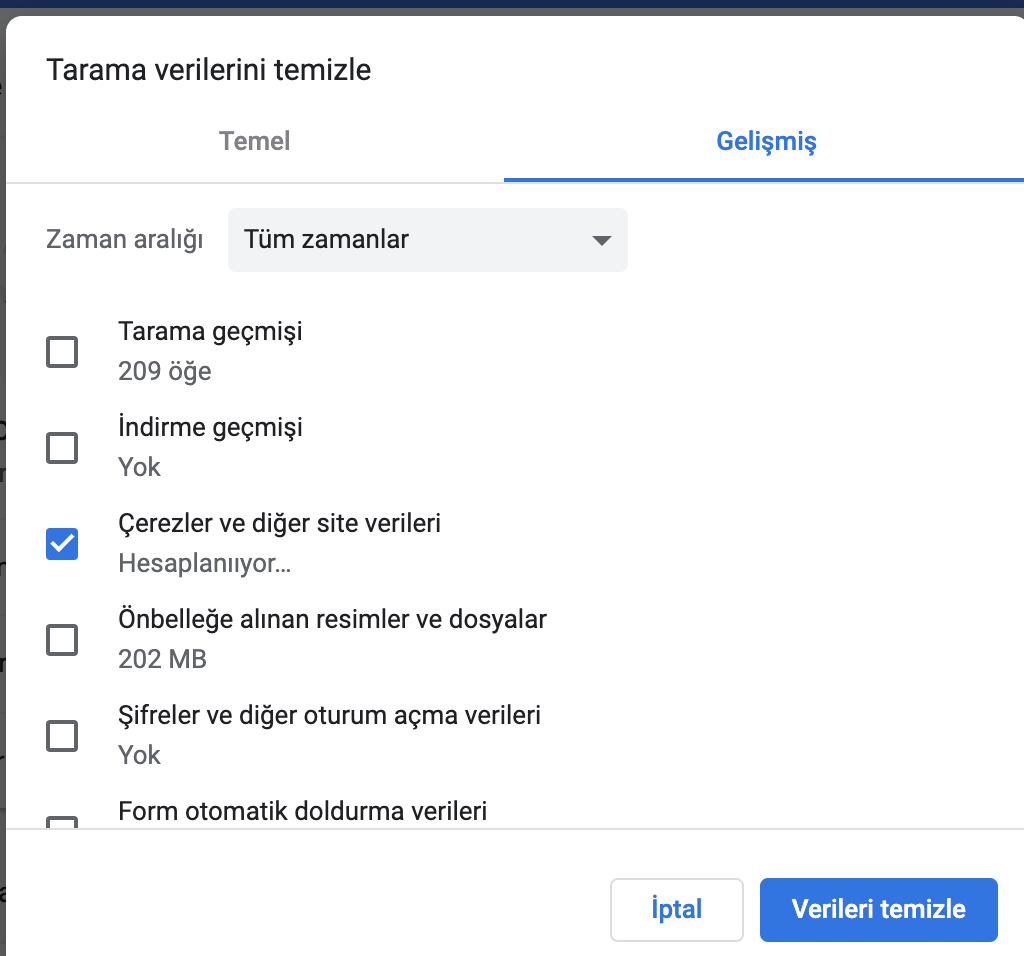 Tarama verilerini temizle
Temel
Gelişmiş
Zaman aralığı
Tüm zamanlar
Tarama geçmişi
209 öğe
İndirme geçmişi
Yok
Çerezler ve diğer site verileri
Hesaplanııyor...
Önbelleğe alınan resimler ve dosyalar
202 MB
Şifreler ve diğer oturum açma verileri
Yok
Form otomatik doldurma verileri
İptal
Verileri temizle